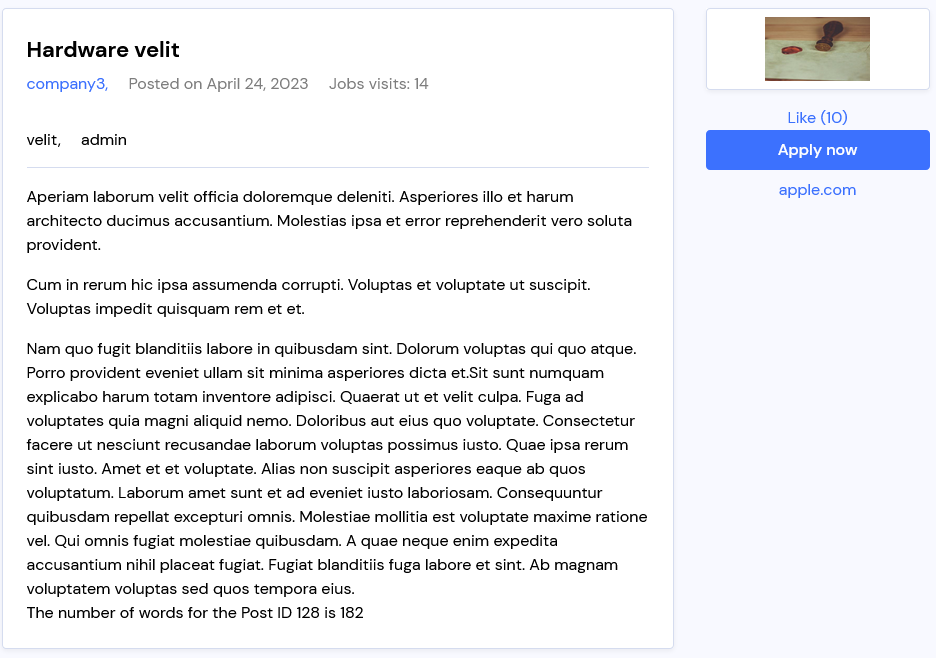 Hardware velit
company3, Posted on April 24, 2023 Jobs visits: 14
velit, admin
Aperiam laborum velit officia doloremque deleniti. Asperiores illo et harum
architecto ducimus accusantium. Molestias ipsa et error reprehenderit vero soluta
provident.
Cum in rerum hic ipsa assumenda corrupti. Voluptas et voluptate ut suscipit.
Voluptas impedit quisquam rem et et.
Nam quo fugit blanditiis labore in quibusdam sint. Dolorum voluptas qui quo atque.
Porro provident eveniet ullam sit minima asperiores dicta et.Sit sunt numquam
explicabo harum totam inventore adipisci. Quaerat ut et velit culpa. Fuga ad
voluptates quia magni aliquid nemo. Doloribus aut eius quo voluptate. Consectetur
facere ut nesciunt recusandae laborum voluptas possimus iusto. Quae ipsa rerum
sint iusto. Amet et et voluptate. Alias non suscipit asperiores eaque ab quos
voluptatum. Laborum amet sunt et ad eveniet iusto laboriosam. Consequuntur
quibusdam repellat excepturi omnis. Molestiae mollitia est voluptate maxime ratione
vel. Qui omnis fugiat molestiae quibusdam. A quae neque enim expedita
accusantium nihil placeat fugiat. Fugiat blanditiis fuga labore et sint. Ab magnam
voluptatem voluptas sed quos tempora eius.
The number of words for the Post ID 128 is 182
Like (10)
Apply now
apple.com